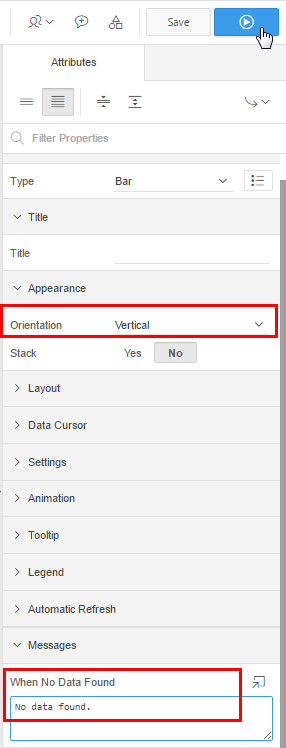 Save
Attributes
Filter Properties
Type Bar
Title
Title
Appearance
Orientation Vertical
Stack Yes No
Layout
Data Cursor
Settings
Animation
Tooltip
Legend
Automatic Refresh
Messages
When No Data Found
No data found.